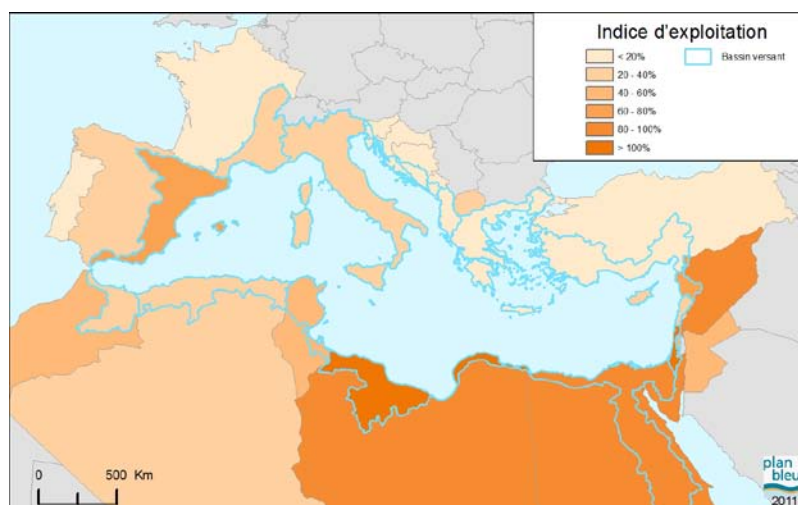 Indice d'exploitation
< 20%
20 - 40%
40 - 60%
60 - 80%
80 - 100%
> 100%
Bassin versant
0 500 Km
plan
bleu
2011